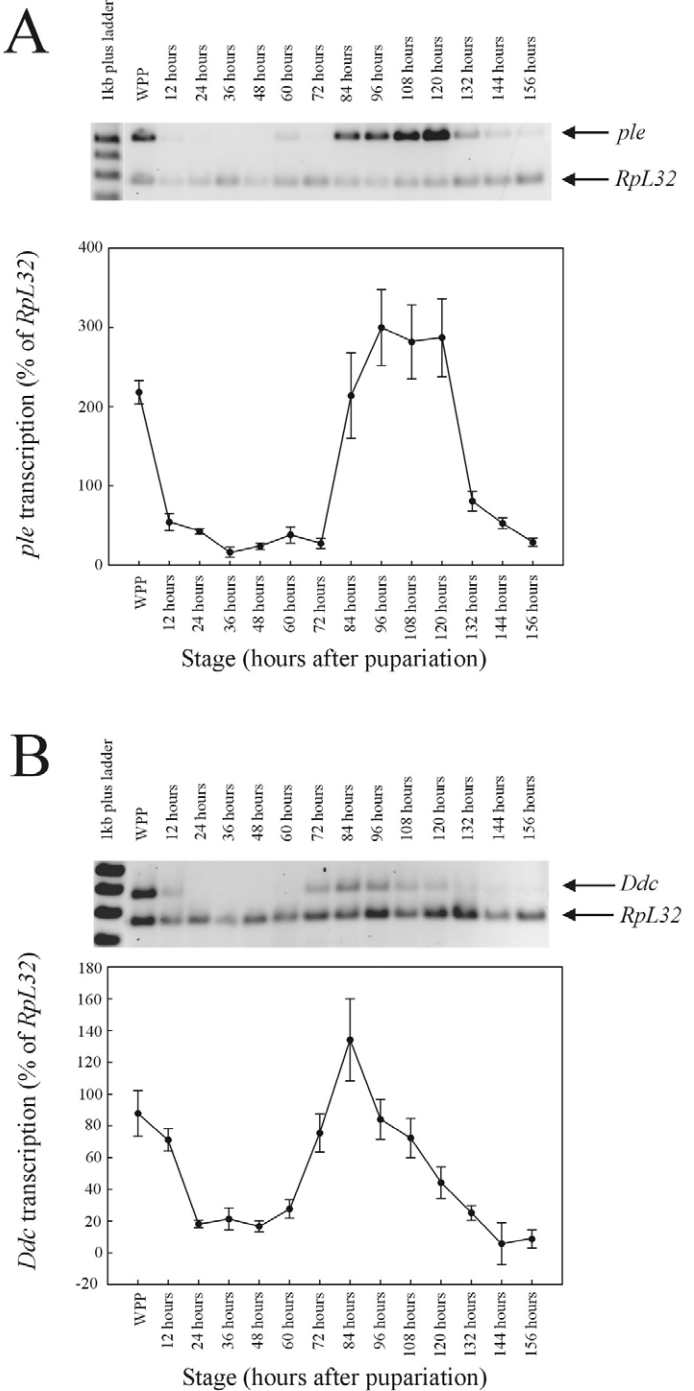 A
1kb plus ladder
WPP
12 hours
24 hours
36 hours
48 hours
60 hours
72 hours
84 hours
96 hours
108 hours
120 hours
132 hours
144 hours
156 hours
ple
RpL32
ple transcription (% of RpL32)
400
300
200
100
0
WPP
12 hours
24 hours
36 hours
48 hours
60 hours
72 hours
84 hours
96 hours
108 hours
120 hours
132 hours
144 hours
156 hours
Stage (hours after pupariation)
B
1kb plus ladder
WPP
12 hours
24 hours
36 hours
48 hours
60 hours
72 hours
84 hours
96 hours
108 hours
120 hours
132 hours
144 hours
156 hours
Ddc
RpL32
Ddc transcription (% of RpL32)
180
160
140
120
100
80
60
40
20
0
-20
WPP
12 hours
24 hours
36 hours
48 hours
60 hours
72 hours
84 hours
96 hours
108 hours
120 hours
132 hours
144 hours
156 hours
Stage (hours after pupariation)